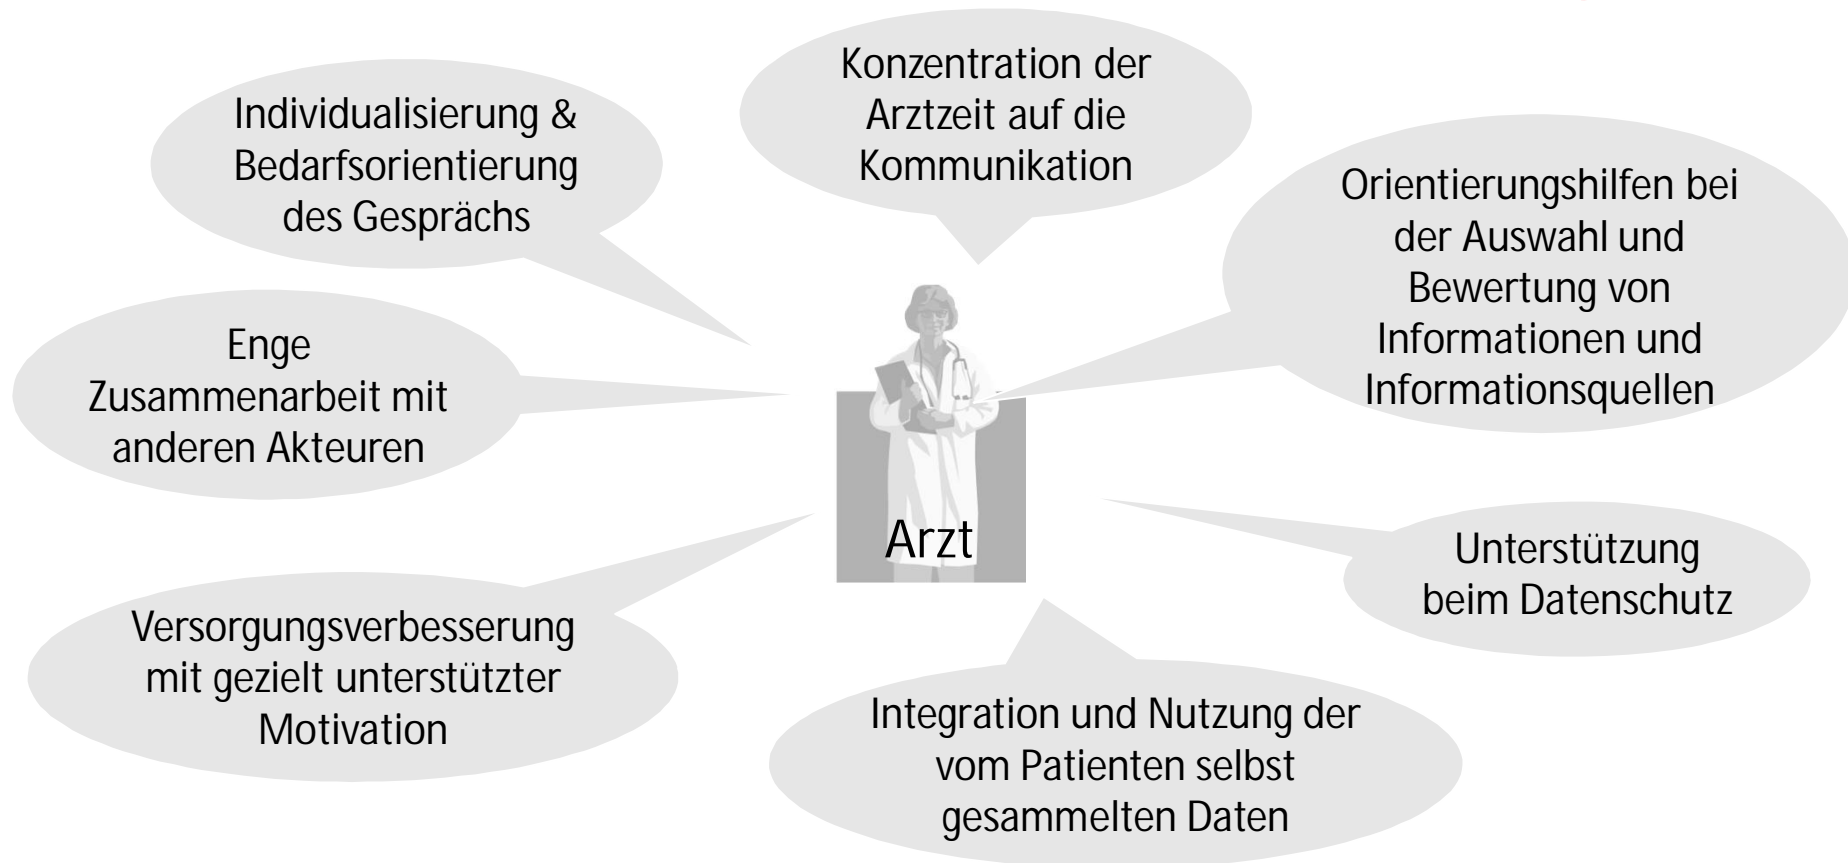 Individualisierung &
Bedarfsorientierung
des Gesprächs
Konzentration der
Arztzeit auf die
Kommunikation
Orientierungshilfen bei
der Auswahl und
Bewertung von
Informationen und
Informationsquellen
Enge
Zusammenarbeit mit
anderen Akteuren
Arzt
Unterstützung
beim Datenschutz
Versorgungsverbesserung
mit gezielt unterstützter
Motivation
Integration und Nutzung der
vom Patienten selbst
gesammelten Daten